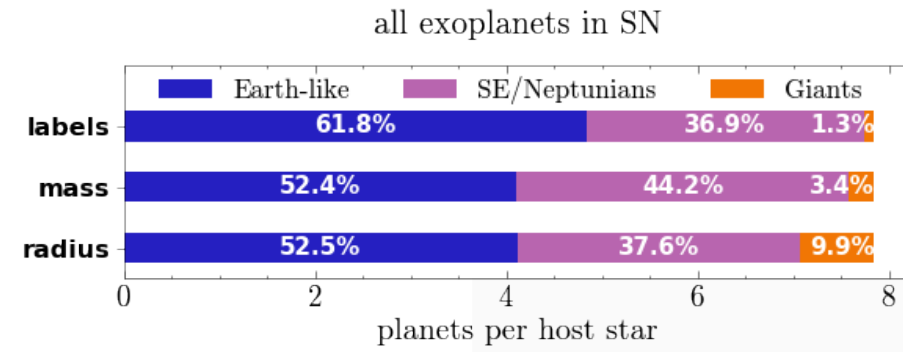 all exoplanets in SN
Earth-like SE/Neptunians Giants
labels 61.8% 36.9% 1.3%
mass 52.4% 44.2% 3.4%
radius 52.5% 37.6% 9.9%
0 2 4 6 8
planets per host star